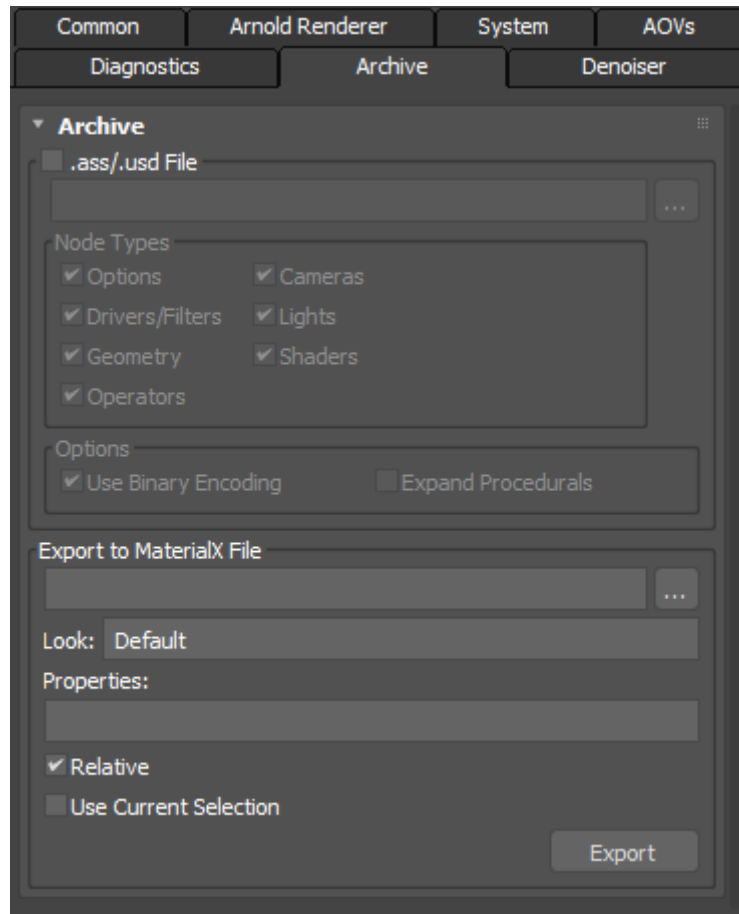 Common Arnold Renderer System AOVs
Diagnostics Archive Denoiser
Archive
.ass/.usd File
...
Node Types
Options Cameras
Drivers/Filters Lights
Geometry Shaders
Operators
Options
Use Binary Encoding Expand Procedurals
Export to MaterialX File
...
Look: Default
Properties:
Relative
Use Current Selection
Export